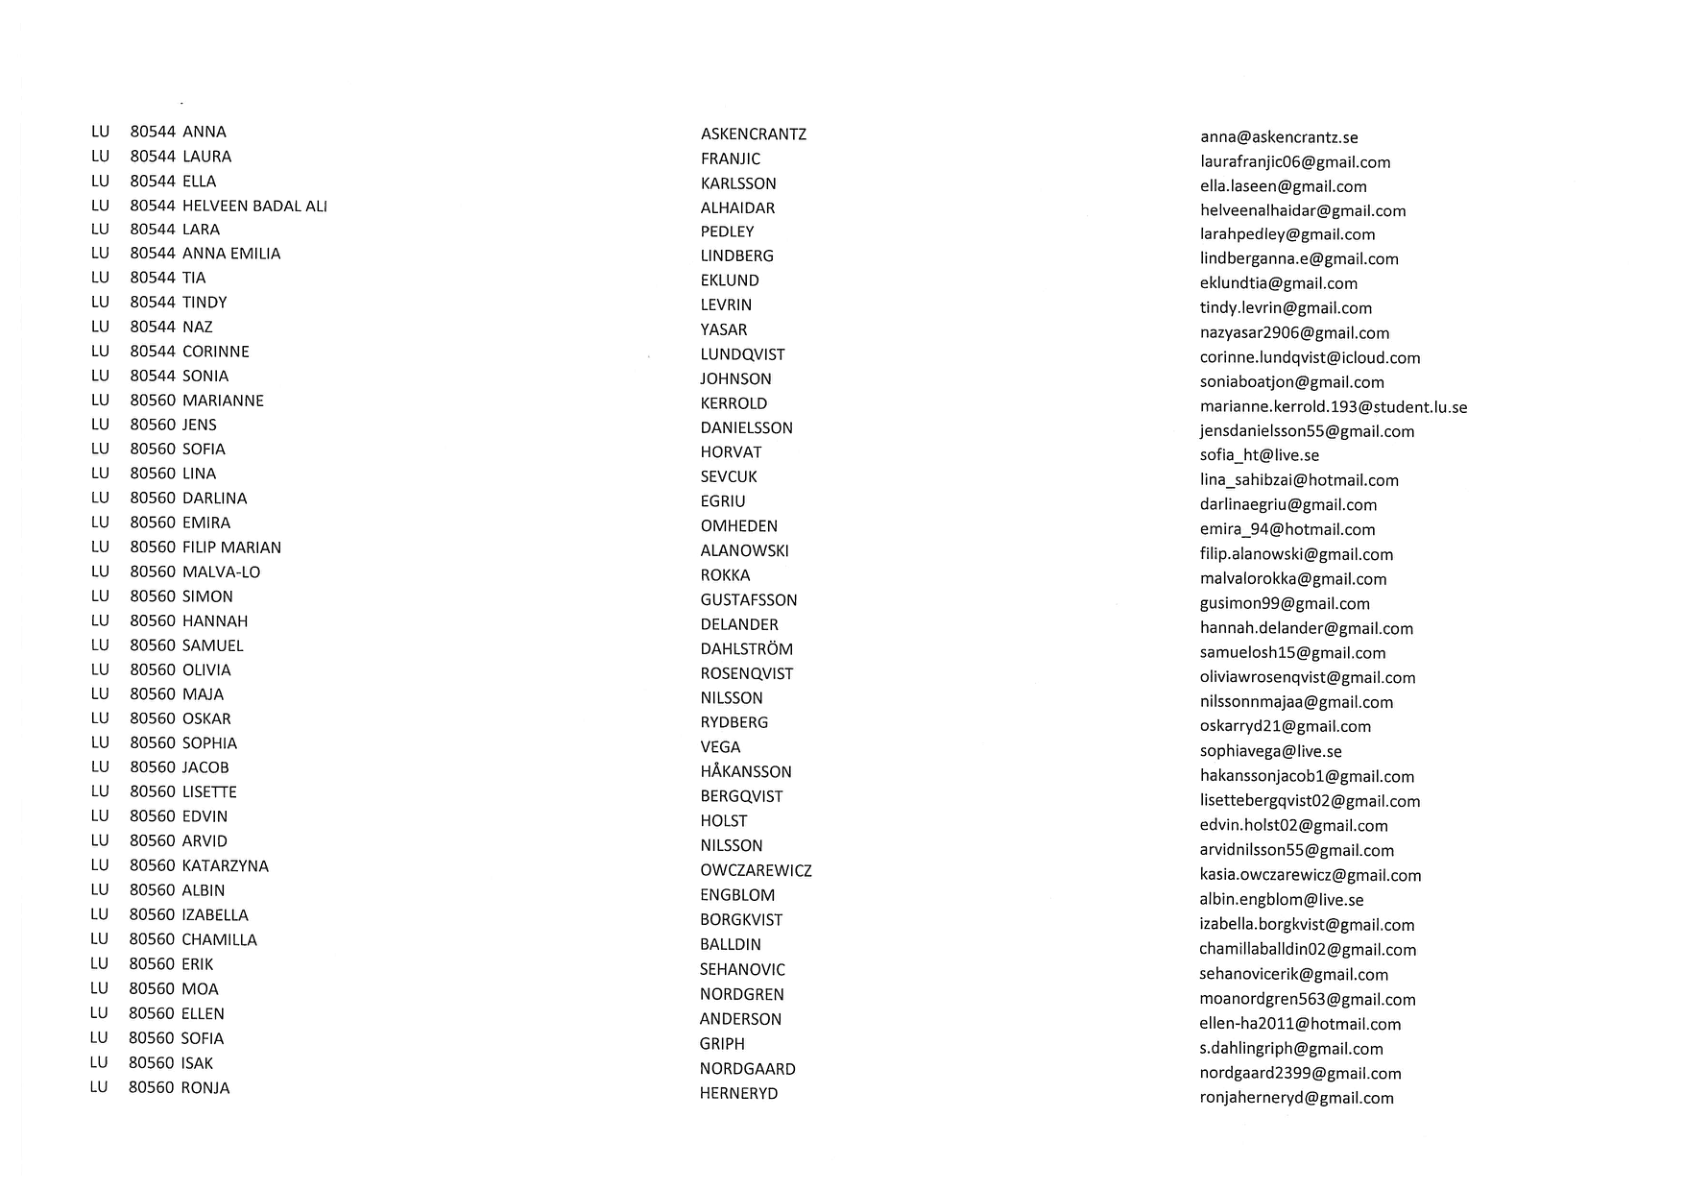 LU 80544 ANNA ASKENCRANTZ anna@askencrantz.se
LU 80544 LAURA FRANJIC laurafranjic06@gmail.com
LU 80544 ELLA KARLSSON ella.laseen@gmail.com
LU 80544 HELVEEN BADAL ALI ALHAIDAR helveenalhaidar@gmail.com
LU 80544 LARA PEDLEY larahpedley@gmail.com
LU 80544 ANNA EMILIA LINDBERG lindberganna.e@gmail.com
LU 80544 TIA EKLUND eklundtia@gmail.com
LU 80544 TINDY LEVRIN tindy.levrin@gmail.com
LU 80544 NAZ YASAR nazyasar2906@gmail.com
LU 80544 CORINNE LUNDQVIST corinne.lundqvist@icloud.com
LU 80544 SONIA JOHNSON soniaboatjon@gmail.com
LU 80560 MARIANNE KERROLD marianne.kerrold.193@student.lu.se
LU 80560 JENS DANIELSSON jensdanielsson55@gmail.com
LU 80560 SOFIA HORVAT sofia_ht@live.se
LU 80560 LINA SEVCUK lina_sahibzai@hotmail.com
LU 80560 DARLINA EGRIU darlinaegriu@gmail.com
LU 80560 EMIRA OMHEDEN emira_94@hotmail.com
LU 80560 FILIP MARIAN ALANOWSKI filip.alanowski@gmail.com
LU 80560 MALVA-LO ROKKA malvalorokka@gmail.com
LU 80560 SIMON GUSTAFSSON gusimon99@gmail.com
LU 80560 HANNAH DELANDER hannah.delander@gmail.com
LU 80560 SAMUEL DAHLSTRÖM samuelosh15@gmail.com
LU 80560 OLIVIA ROSENQVIST oliviawrosenqvist@gmail.com
LU 80560 MAJA NILSSON nilssonnmajaa@gmail.com
LU 80560 OSKAR RYDBERG oskarryd21@gmail.com
LU 80560 SOPHIA VEGA sophiavega@live.se
LU 80560 JACOB HÅKANSSON hakanssonjacob1@gmail.com
LU 80560 LISETTE BERGQVIST lisettebergqvist02@gmail.com
LU 80560 EDVIN HOLST edvin.holst02@gmail.com
LU 80560 ARVID NILSSON arvidnilsson55@gmail.com
LU 80560 KATARZYNA OWCZAREWICZ kasia.owczarewicz@gmail.com
LU 80560 ALBIN ENGBLOM albin.engblom@live.se
LU 80560 IZABELLA BORGKVIST izabella.borgkvist@gmail.com
LU 80560 CHAMILLA BALLDIN chamillaballdin02@gmail.com
LU 80560 ERIK SEHANOVIC sehanovicerik@gmail.com
LU 80560 MOA NORDGREN moanordgren563@gmail.com
LU 80560 ELLEN ANDERSON ellen-ha2011@hotmail.com
LU 80560 SOFIA GRIPH s.dahlingriph@gmail.com
LU 80560 ISAK NORDGAARD nordgaard2399@gmail.com
LU 80560 RONJA HERNERYD ronjaherneryd@gmail.com